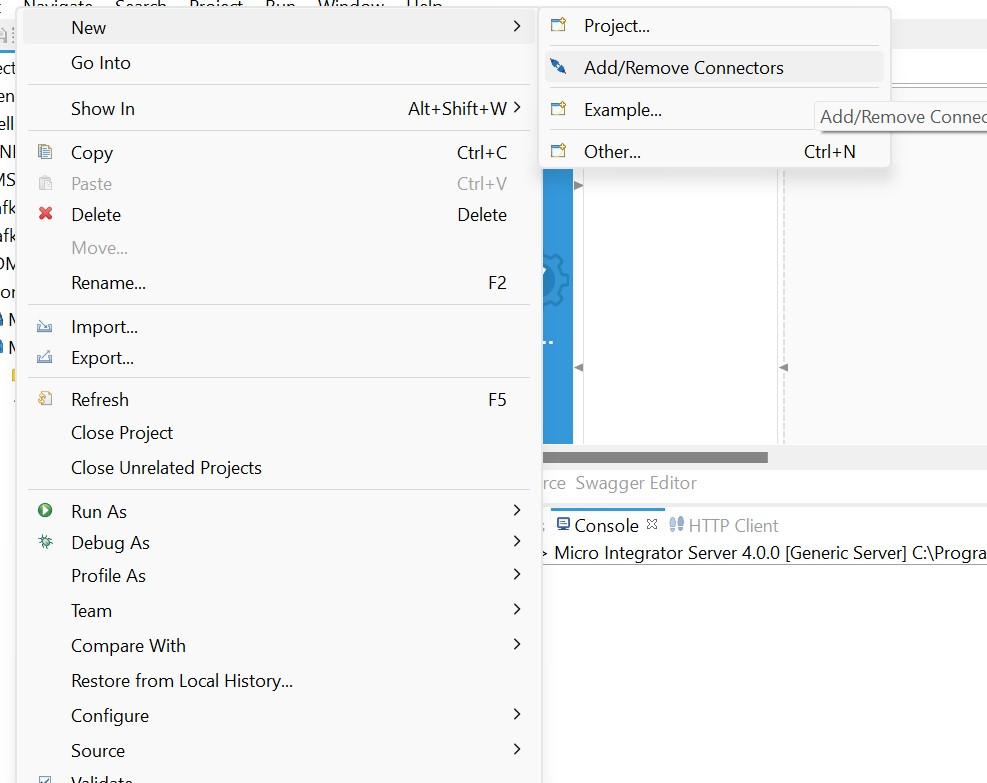 Navigate Search Project Run Window Help
New
Go Into
Show In Alt+Shift+W
Copy Ctrl+C
Paste Ctrl+V
Delete Delete
Move...
Rename... F2
Import...
Export...
Refresh F5
Close Project
Close Unrelated Projects
Run As
Debug As
Profile As
Team
Compare With
Restore from Local History...
Configure
Source
Validate
Project...
Add/Remove Connectors
Example...
Add/Remove Connec
Other... Ctrl+N
rce Swagger Editor
Console HTTP Client
Micro Integrator Server 4.0.0 [Generic Server] C:\Progra